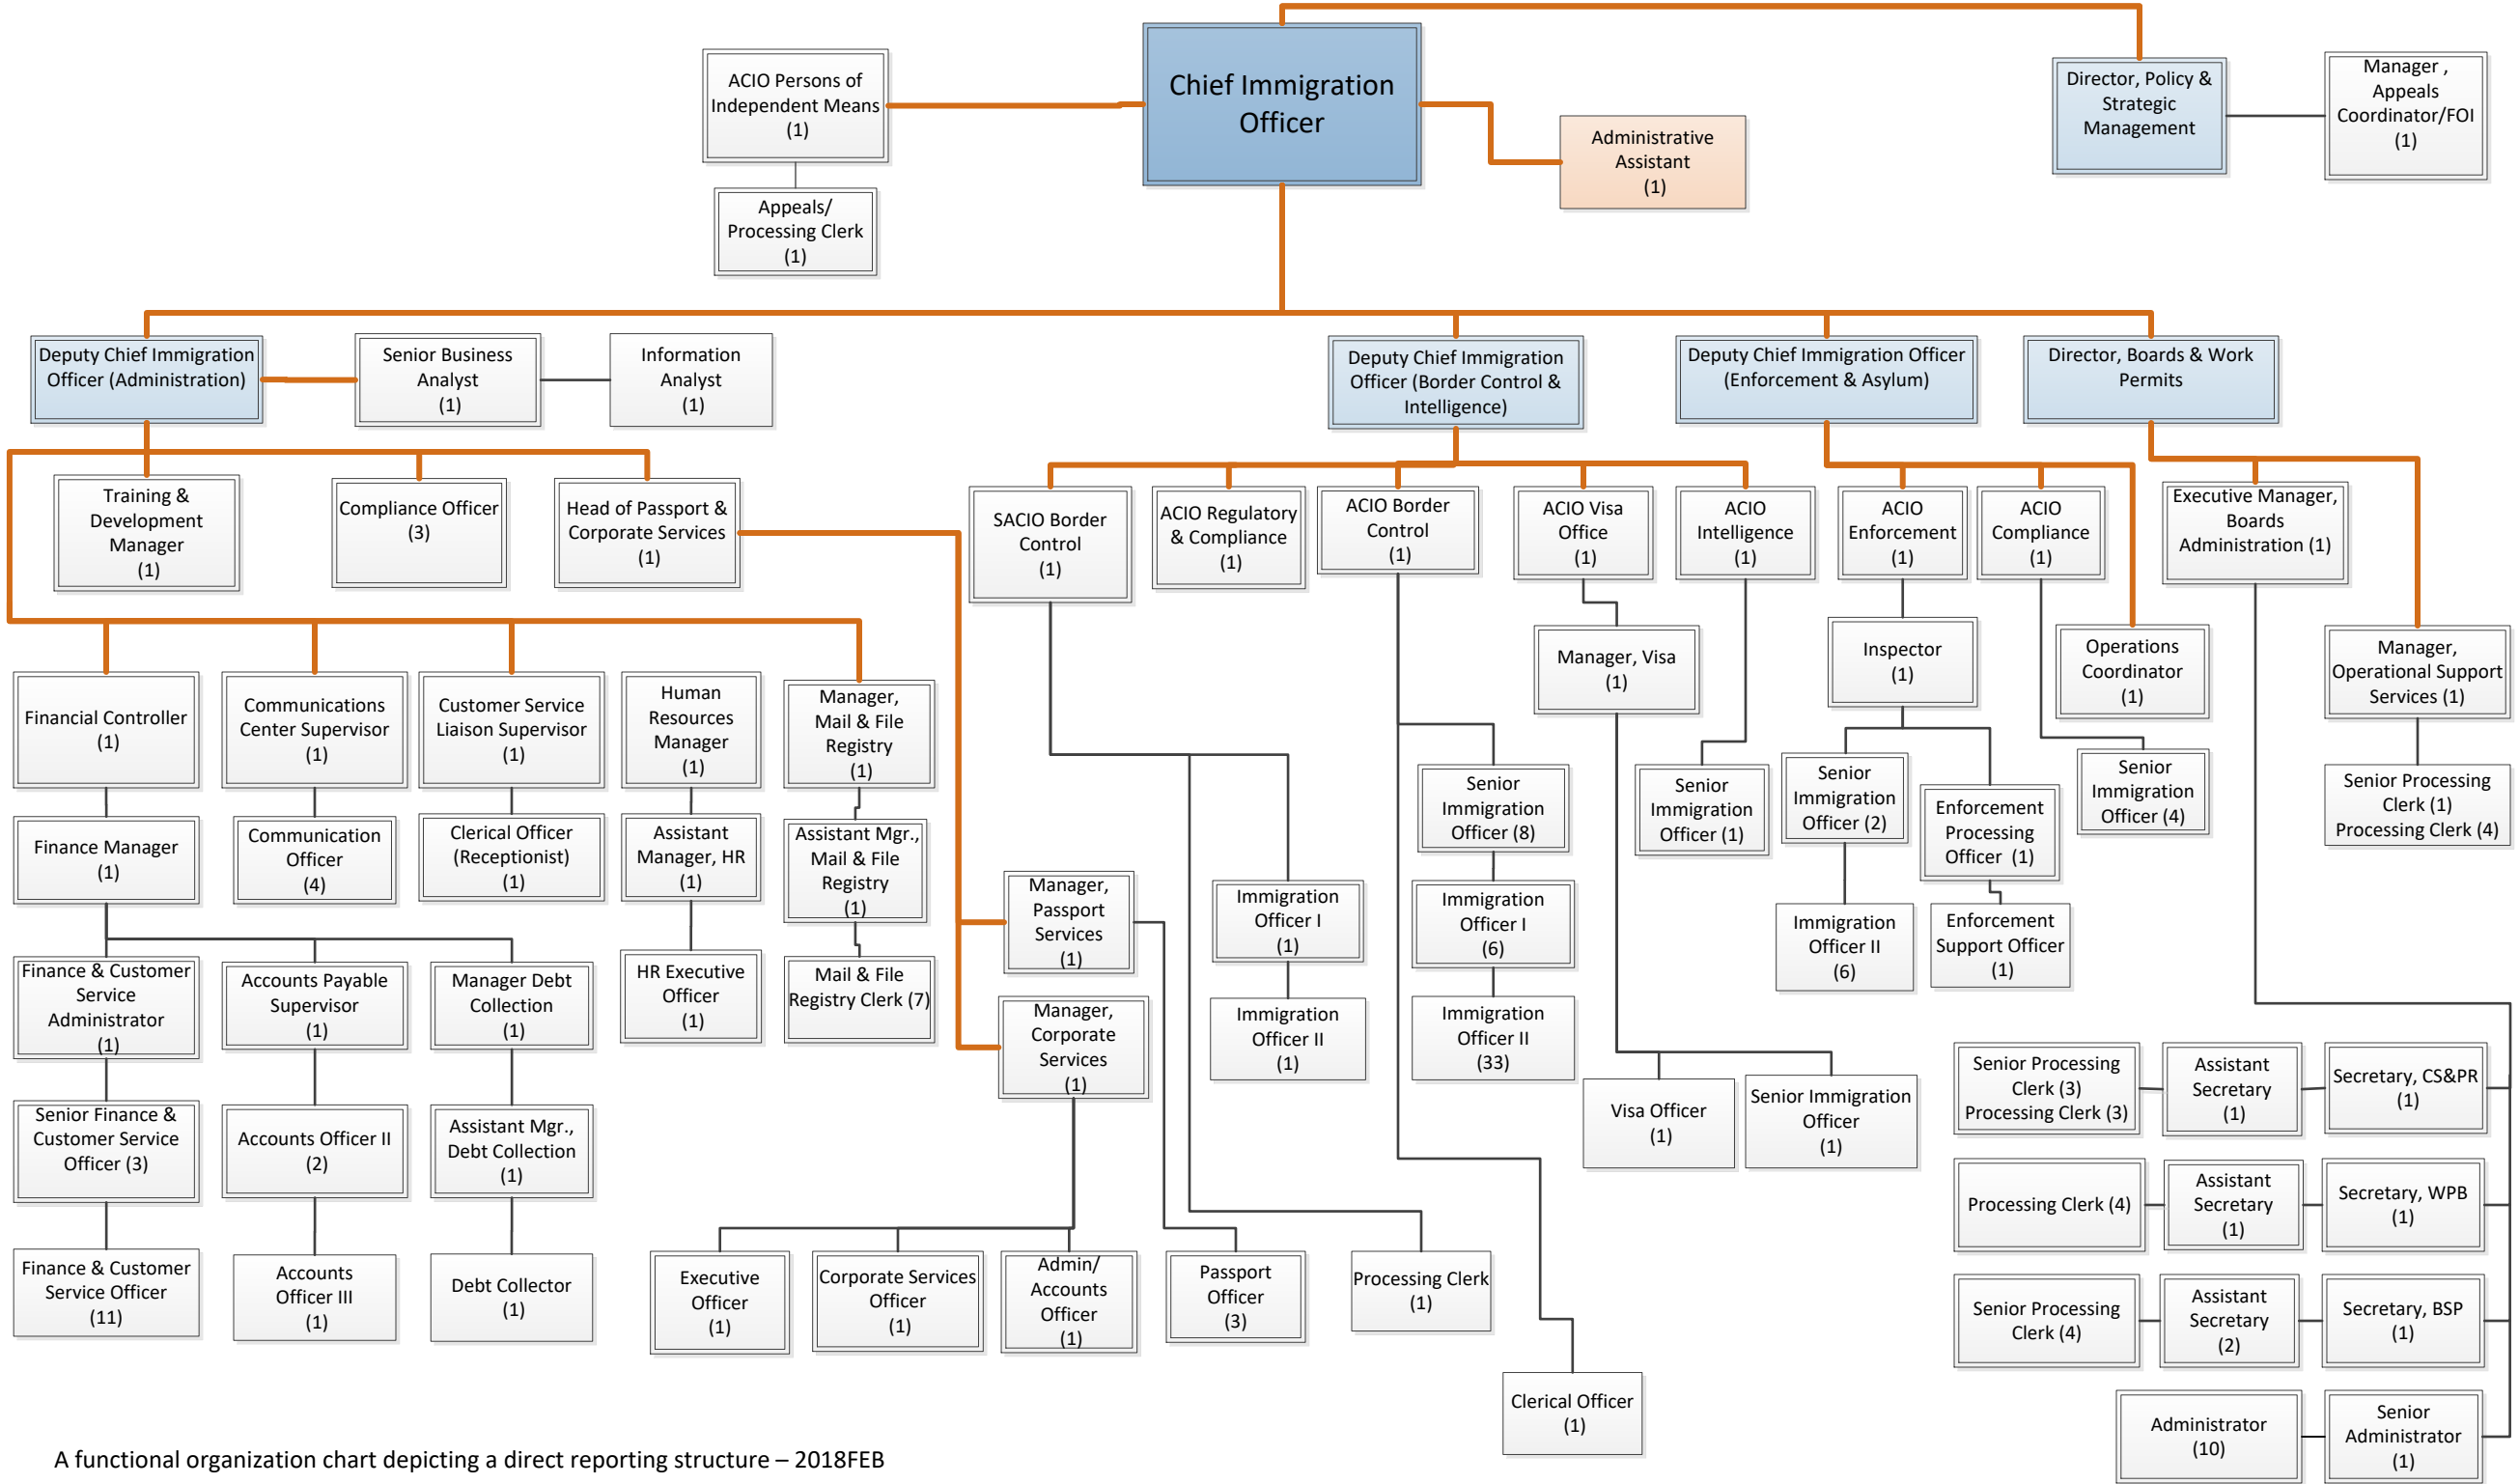 Chief Immigration
Officer
ACIO Persons of
Independent Means
(1)
Appeals/
Processing Clerk
(1)
Administrative
Assistant
(1)
Director, Policy &
Strategic
Management
Manager ,
Appeals
Coordinator/FOI
(1)
Deputy Chief Immigration
Officer (Administration)
Senior Business
Analyst
(1)
Information
Analyst
(1)
Deputy Chief Immigration
Officer (Border Control &
Intelligence)
Deputy Chief Immigration Officer
(Enforcement & Asylum)
Director, Boards & Work
Permits
Training &
Development
Manager
(1)
Compliance Officer
(3)
Head of Passport &
Corporate Services
(1)
SACIO Border
Control
(1)
ACIO Regulatory
& Compliance
(1)
ACIO Border
Control
(1)
ACIO Visa
Office
(1)
ACIO
Intelligence
(1)
ACIO
Enforcement
(1)
ACIO
Compliance
(1)
Executive Manager,
Boards
Administration (1)
Financial Controller
(1)
Communications
Center Supervisor
(1)
Customer Service
Liaison Supervisor
(1)
Human
Resources
Manager
(1)
Manager,
Mail & File
Registry
(1)
Manager, Visa
(1)
Inspector
(1)
Operations
Coordinator
(1)
Manager,
Operational Support
Services (1)
Finance Manager
(1)
Communication
Officer
(4)
Clerical Officer
(Receptionist)
(1)
Assistant
Manager, HR
(1)
Assistant Mgr.,
Mail & File
Registry
(1)
Senior
Immigration
Officer (8)
Senior
Immigration
Officer (1)
Senior
Immigration
Officer (2)
Enforcement
Processing
Officer (1)
Senior
Immigration
Officer (4)
Senior Processing
Clerk (1)
Processing Clerk (4)
Manager,
Passport
Services
(1)
Immigration
Officer I
(1)
Immigration
Officer I
(6)
Immigration
Officer II
(6)
Enforcement
Support Officer
(1)
Finance & Customer
Service
Administrator
(1)
Accounts Payable
Supervisor
(1)
Manager Debt
Collection
(1)
HR Executive
Officer
(1)
Mail & File
Registry Clerk (7)
Manager,
Corporate
Services
(1)
Immigration
Officer II
(1)
Immigration
Officer II
(33)
Senior Finance &
Customer Service
Officer (3)
Accounts Officer II
(2)
Assistant Mgr.,
Debt Collection
(1)
Visa Officer
(1)
Senior Immigration
Officer
(1)
Senior Processing
Clerk (3)
Processing Clerk (3)
Assistant
Secretary
(1)
Secretary, CS&PR
(1)
Processing Clerk (4)
Assistant
Secretary
(1)
Secretary, WPB
(1)
Finance & Customer
Service Officer
(11)
Accounts
Officer III
(1)
Debt Collector
(1)
Executive
Officer
(1)
Corporate Services
Officer
(1)
Admin/
Accounts
Officer
(1)
Passport
Officer
(3)
Processing Clerk
(1)
Senior Processing
Clerk (4)
Assistant
Secretary
(2)
Secretary, BSP
(1)
Clerical Officer
(1)
Administrator
(10)
Senior
Administrator
(1)
A functional organization chart depicting a direct reporting structure – 2018FEB